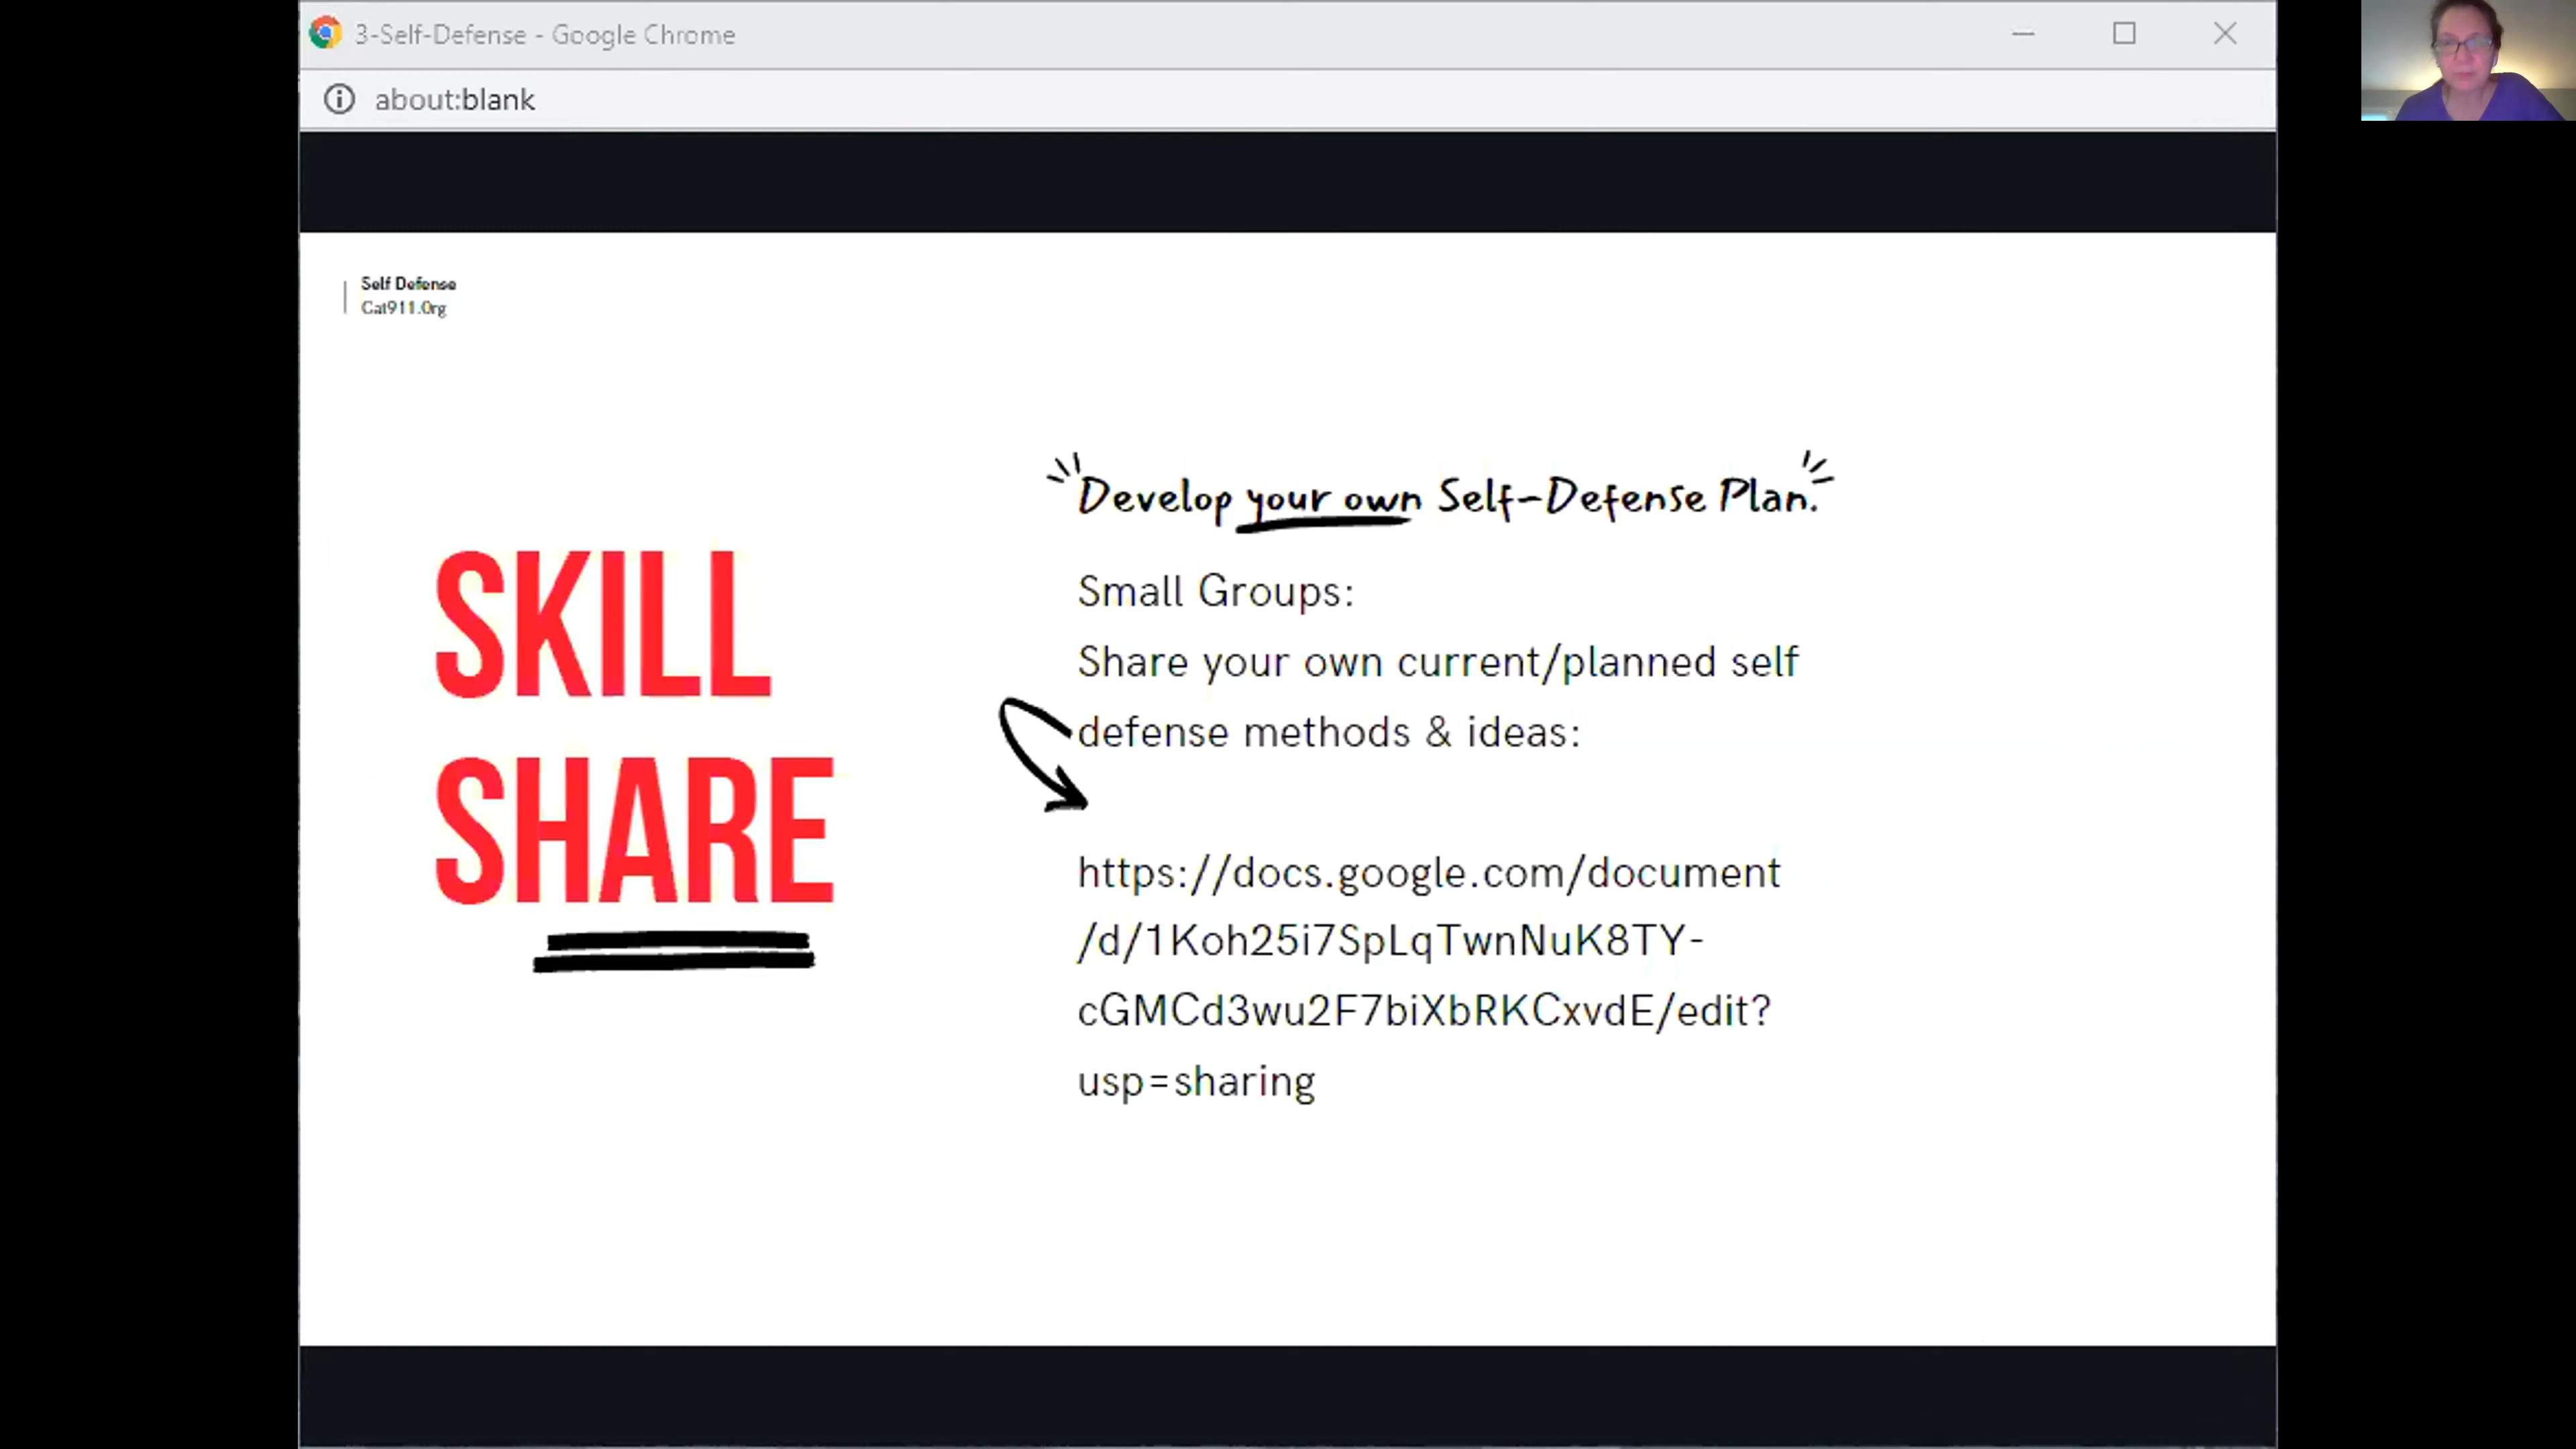 3-Self-Defense - Google Chrome
about:blank
Self Defense
Cat911.Org
SKILL
SHARE
Develop your own Self-Defense Plan.
Small Groups:
Share your own current/planned self
defense methods & ideas:
https://docs.google.com/document
/d/1Koh25i7SpLqTwnNuK8TY-
cGMCd3wu2F7biXbRKCxvdE/edit?
usp=sharing